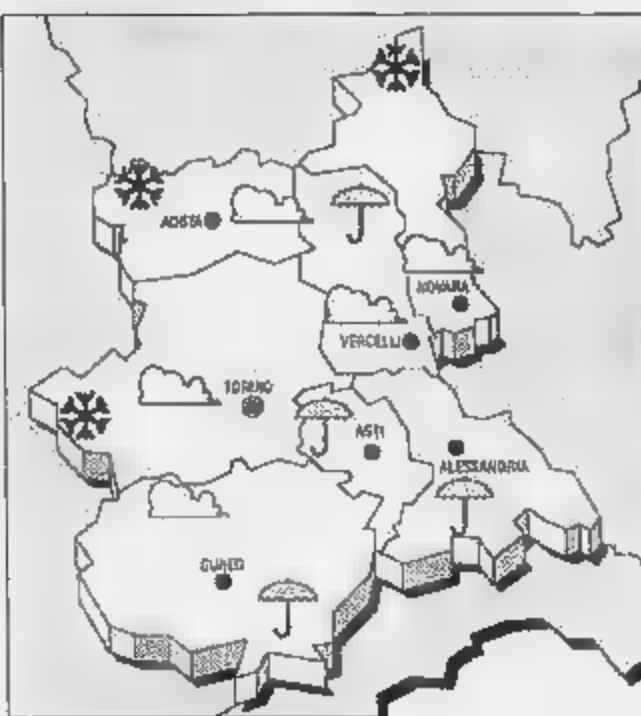 AOSTA
NOVARA
VERCELLI
TORINO
ASTI
ALESSANDRIA
CUNEO